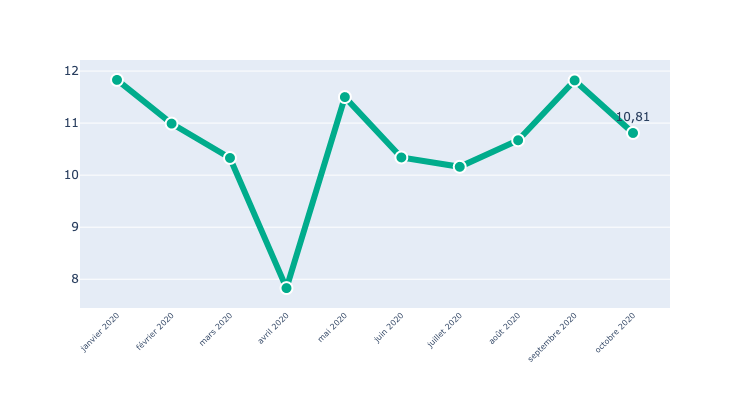 12
11
10
9
8
10,81
janvier 2020
février 2020
mars 2020
avril 2020
mai 2020
juin 2020
juillet 2020
août 2020
septembre 2020
octobre 2020